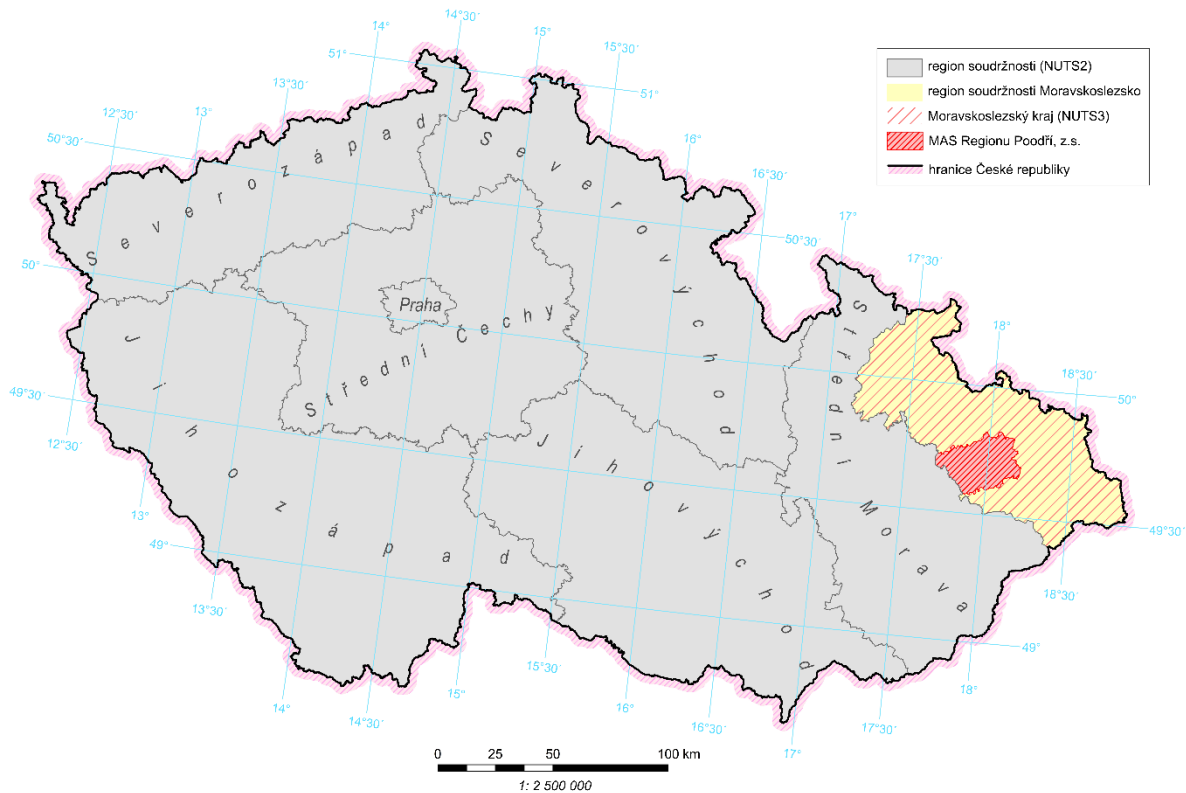 14°30´
14°
15°
15°30´
51°
51°
13°30´
13°
12°30´
50°30´
16°
16°30´
17°
50°30´
17°30´
18°
18°30´
50°
50°
49°30´
12°30´
13°
49°
13°30´
14°
14°30´
15°
15°30´
16°
16°30´
17°
17°30´
18°
49°
18°30´
49°30´
region soudržnosti (NUTS2)
region soudržnosti Moravskoslezsko
Moravskoslezský kraj (NUTS3)
MAS Regionu Poodří, z.s.
hranice České republiky
Severozápad
Severovýchod
Praha
Střední Čechy
Jihozápad
Jihovýchod
Střední Morava
0 25 50 100 km
1: 2 500 000